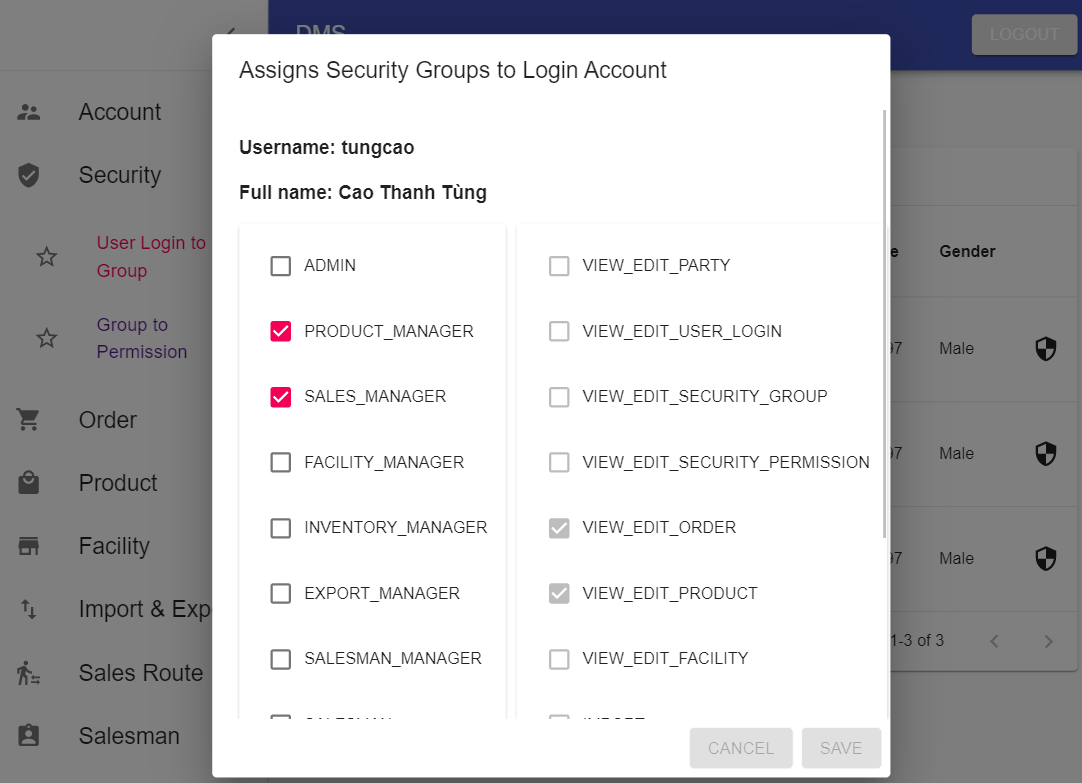 DMS
LOGOUT
Assigns Security Groups to Login Account
Account
Security
User Login to
Group
Group to
Permission
Order
Product
Facility
Import & Exp
Sales Route
Salesman
Username: tungcao
Full name: Cao Thanh Tùng
ADMIN
PRODUCT_MANAGER
SALES_MANAGER
FACILITY_MANAGER
INVENTORY_MANAGER
EXPORT_MANAGER
SALESMAN_MANAGER
VIEW_EDIT_PARTY
VIEW_EDIT_USER_LOGIN
VIEW_EDIT_SECURITY_GROUP
VIEW_EDIT_SECURITY_PERMISSION
VIEW_EDIT_ORDER
VIEW_EDIT_PRODUCT
VIEW_EDIT_FACILITY
CANCEL
SAVE
e
Gender
97
Male
97
Male
97
Male
1-3 of 3